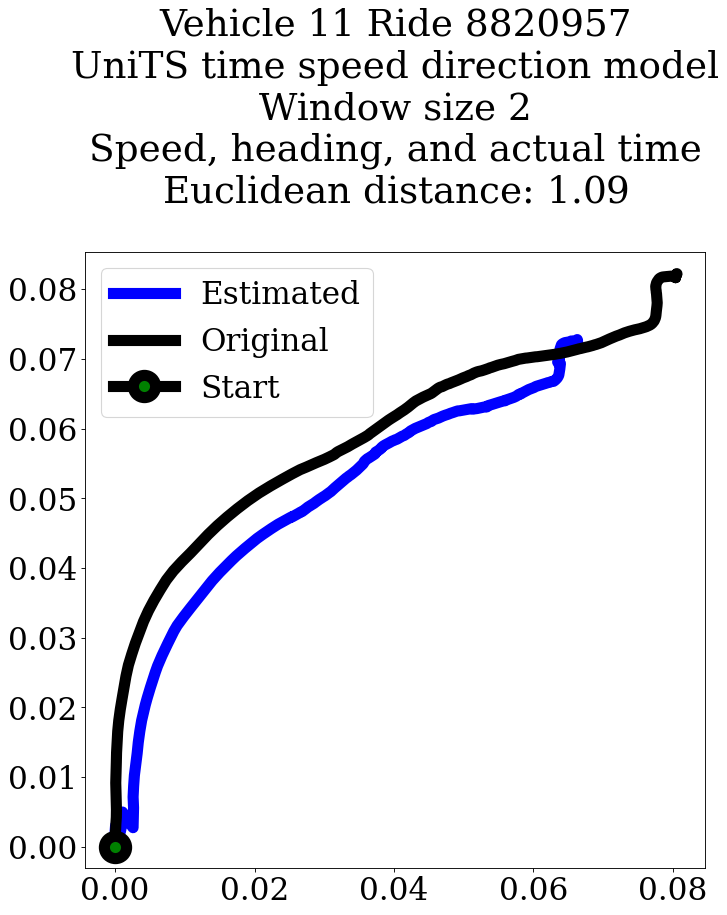 Vehicle 11 Ride 8820957
UniTS time speed direction model
Window size 2
Speed, heading, and actual time
Euclidean distance: 1.09
Estimated
Original
Start
0.08
0.07
0.06
0.05
0.04
0.03
0.02
0.01
0.00
0.00 0.02 0.04 0.06 0.08